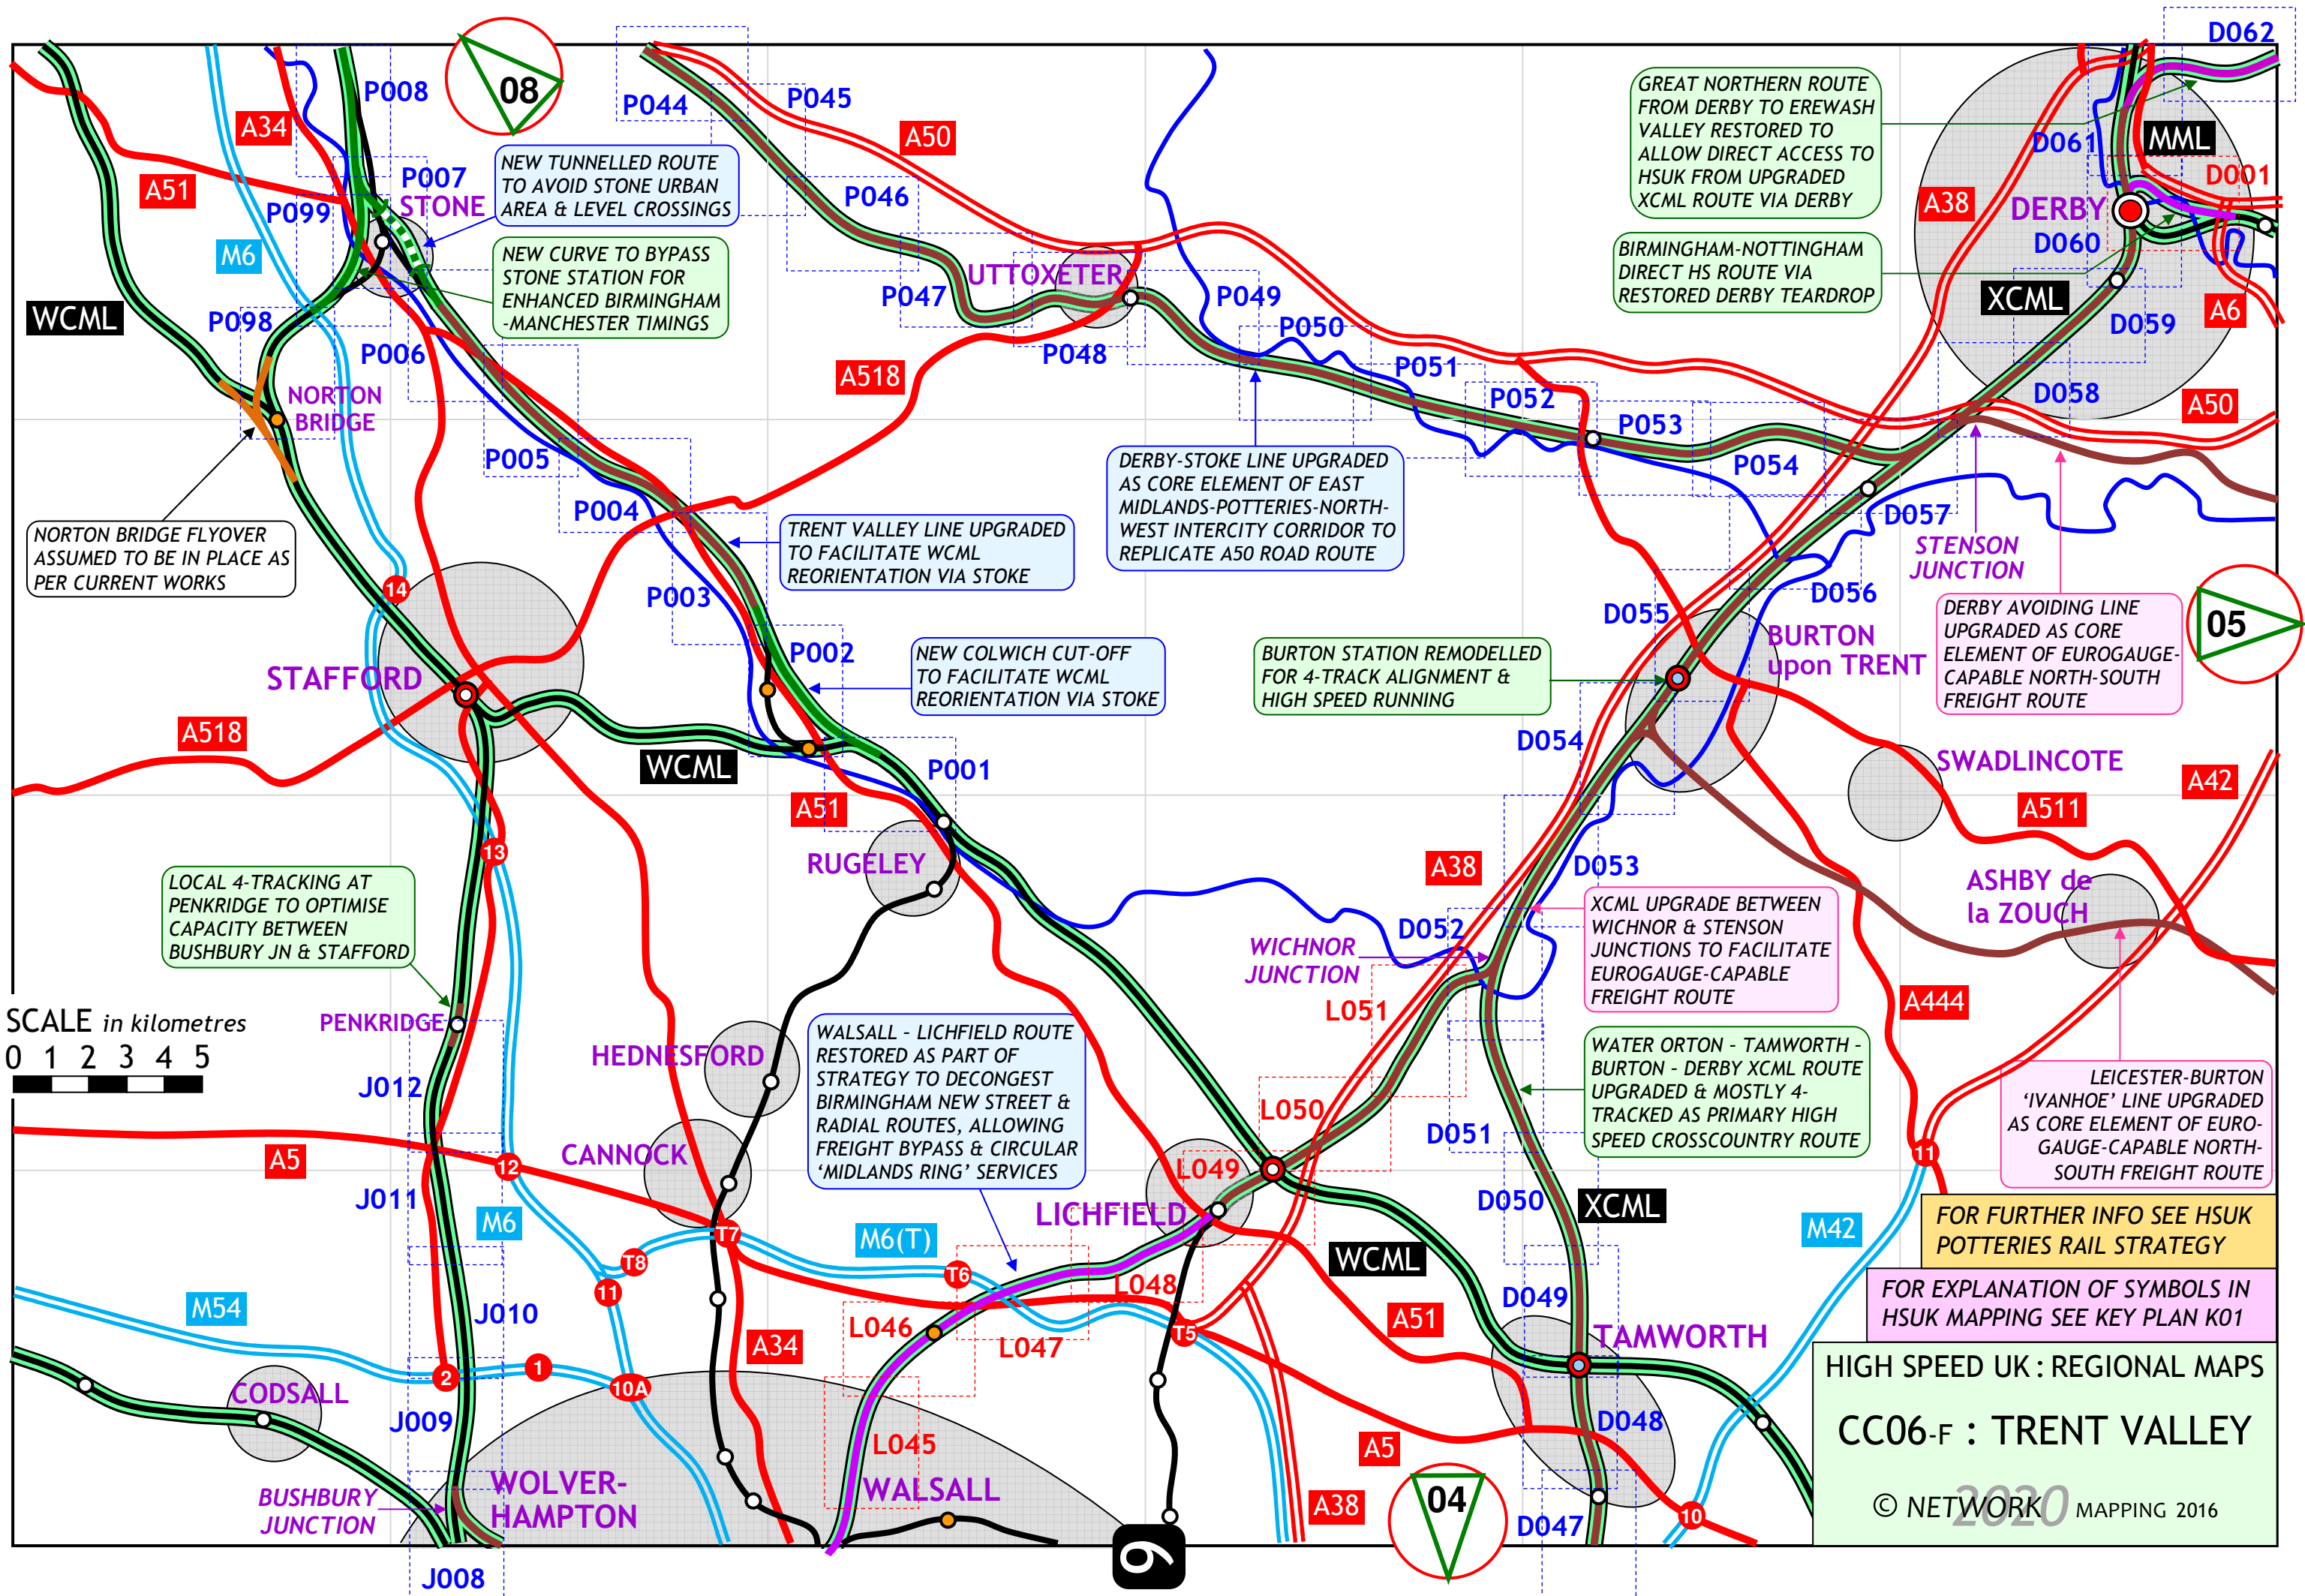 D062
P008
08
P044
P045
A34
A50
GREAT NORTHERN ROUTE
FROM DERBY TO EREWASH
VALLEY RESTORED TO
ALLOW DIRECT ACCESS TO
HSUK FROM UPGRADED
XCML ROUTE VIA DERBY
D061
MML
A51
P007
STONE
P099
NEW TUNNELLED ROUTE
TO AVOID STONE URBAN
AREA & LEVEL CROSSINGS
P046
A38
DERBY
D001
D060
M6
NEW CURVE TO BYPASS
STONE STATION FOR
ENHANCED BIRMINGHAM
-MANCHESTER TIMINGS
UTTOXETER
P047
P049
BIRMINGHAM-NOTTINGHAM
DIRECT HS ROUTE VIA
RESTORED DERBY TEARDROP
XCML
A6
D059
WCML
P098
P006
P048
P050
P051
A518
NORTON
BRIDGE
P052
P053
D058
A50
P005
P004
P054
DERBY-STOKE LINE UPGRADED
AS CORE ELEMENT OF EAST
MIDLANDS-POTTERIES-NORTH-
WEST INTERCITY CORRIDOR TO
REPLICATE A50 ROAD ROUTE
NORTON BRIDGE FLYOVER
ASSUMED TO BE IN PLACE AS
PER CURRENT WORKS
TRENT VALLEY LINE UPGRADED
TO FACILITATE WCML
REORIENTATION VIA STOKE
D057
STENSON
JUNCTION
14
P003
D056
D055
DERBY AVOIDING LINE
UPGRADED AS CORE
ELEMENT OF EUROGAUGE-
CAPABLE NORTH-SOUTH
FREIGHT ROUTE
05
STAFFORD
P002
NEW COLWICH CUT-OFF
TO FACILITATE WCML
REORIENTATION VIA STOKE
BURTON STATION REMODELLED
FOR 4-TRACK ALIGNMENT &
HIGH SPEED RUNNING
BURTON
upon TRENT
A518
WCML
P001
D054
SWADLINCOTE
A42
A51
A511
13
RUGELEY
A38
D053
LOCAL 4-TRACKING AT
PENKRIDGE TO OPTIMISE
CAPACITY BETWEEN
BUSHBURY JN & STAFFORD
ASHBY de
la ZOUCH
XCML UPGRADE BETWEEN
WICHNOR & STENSON
JUNCTIONS TO FACILITATE
EUROGAUGE-CAPABLE
FREIGHT ROUTE
D052
WICHNOR
JUNCTION
L051
A444
SCALE in kilometres
0 1 2 3 4 5
PENKRIDGE
HEDNESFORD
WALSALL - LICHFIELD ROUTE
RESTORED AS PART OF
STRATEGY TO DECONGEST
BIRMINGHAM NEW STREET &
RADIAL ROUTES, ALLOWING
FREIGHT BYPASS & CIRCULAR
'MIDLANDS RING' SERVICES
WATER ORTON - TAMWORTH -
BURTON - DERBY XCML ROUTE
UPGRADED & MOSTLY 4-
TRACKED AS PRIMARY HIGH
SPEED CROSSCOUNTRY ROUTE
LEICESTER-BURTON
'IVANHOE' LINE UPGRADED
AS CORE ELEMENT OF EURO-
GAUGE-CAPABLE NORTH-
SOUTH FREIGHT ROUTE
J012
L050
D051
A5
12
CANNOCK
L049
11
J011
M6
D050
XCML
LICHFIELD
T7
M6(T)
WCML
M42
FOR FURTHER INFO SEE HSUK
POTTERIES RAIL STRATEGY
T8
T6
11
L048
FOR EXPLANATION OF SYMBOLS IN
HSUK MAPPING SEE KEY PLAN K01
M54
J010
D049
L046
L047
T5
A51
TAMWORTH
A34
HIGH SPEED UK : REGIONAL MAPS
CC06-F : TRENT VALLEY
© NETWORK 2020 MAPPING 2016
2
1
10A
CODSALL
J009
L045
D048
A5
WOLVER-
HAMPTON
WALSALL
BUSHBURY
JUNCTION
A38
04
D047
10
J008
6